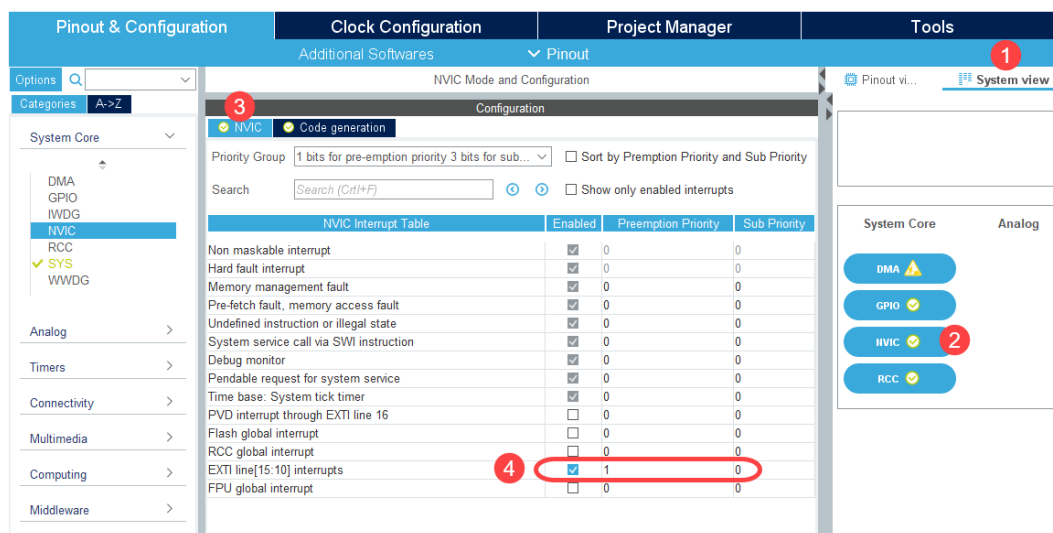 Pinout & Configuration
Clock Configuration
Project Manager
Tools
Additional Softwares
Pinout
1
Options
Categories
A->Z
System Core
DMA
GPIO
IWDG
NVIC
RCC
SYS
WWDG
Analog
Timers
Connectivity
Multimedia
Computing
Middleware
NVIC Mode and Configuration
Configuration
3
NVIC
Code generation
Priority Group
1 bits for pre-emption priority 3 bits for sub...
Sort by Premption Priority and Sub Priority
Search
Search (Crtl+F)
Show only enabled interrupts
NVIC Interrupt Table Enabled Preemption Priority Sub Priority
Non maskable interrupt 0 0
Hard fault interrupt 0 0
Memory management fault 0 0
Pre-fetch fault, memory access fault 0 0
Undefined instruction or illegal state 0 0
System service call via SWI instruction 0 0
Debug monitor 0 0
Pendable request for system service 0 0
Time base: System tick timer 0 0
PVD interrupt through EXTI line 16 0 0
Flash global interrupt 0 0
RCC global interrupt 0 0
EXTI line[15:10] interrupts 4 1 0
FPU global interrupt 0 0
Pinout vi...
System view
System Core
Analog
DMA
GPIO
NVIC 2
RCC